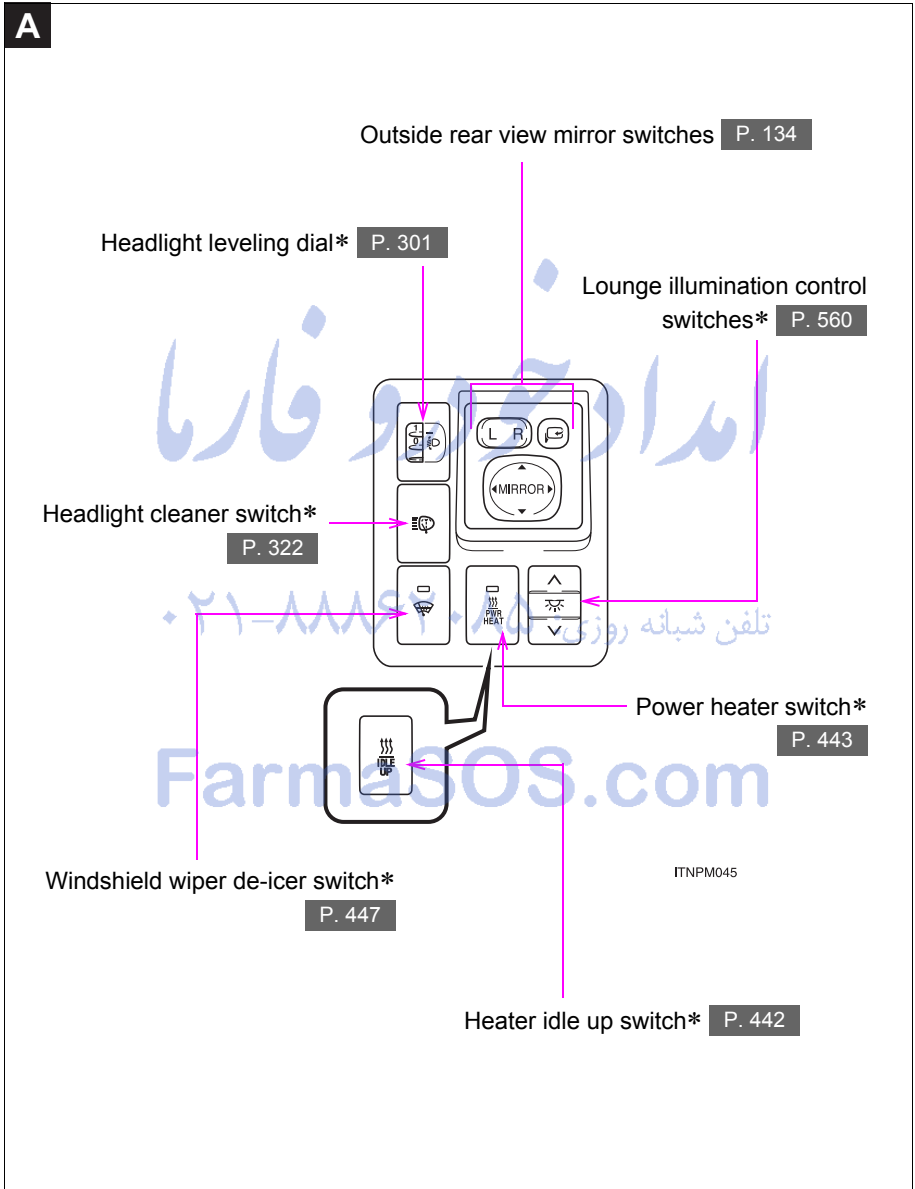 A
Outside rear view mirror switches P. 134
Headlight leveling dial* P. 301
Lounge illumination control
switches* P. 560
امداد خودرو فارما
1
0
L R
MIRROR
Headlight cleaner switch*
P. 322
PWR
HEAT
تلفن شبانه روزی: ۰۲۱-۸۸۸۶۲۰۸۵
Power heater switch*
P. 443
IDLE
UP
FarmaSOS.com
ITNPM045
Windshield wiper de-icer switch*
P. 447
Heater idle up switch* P. 442